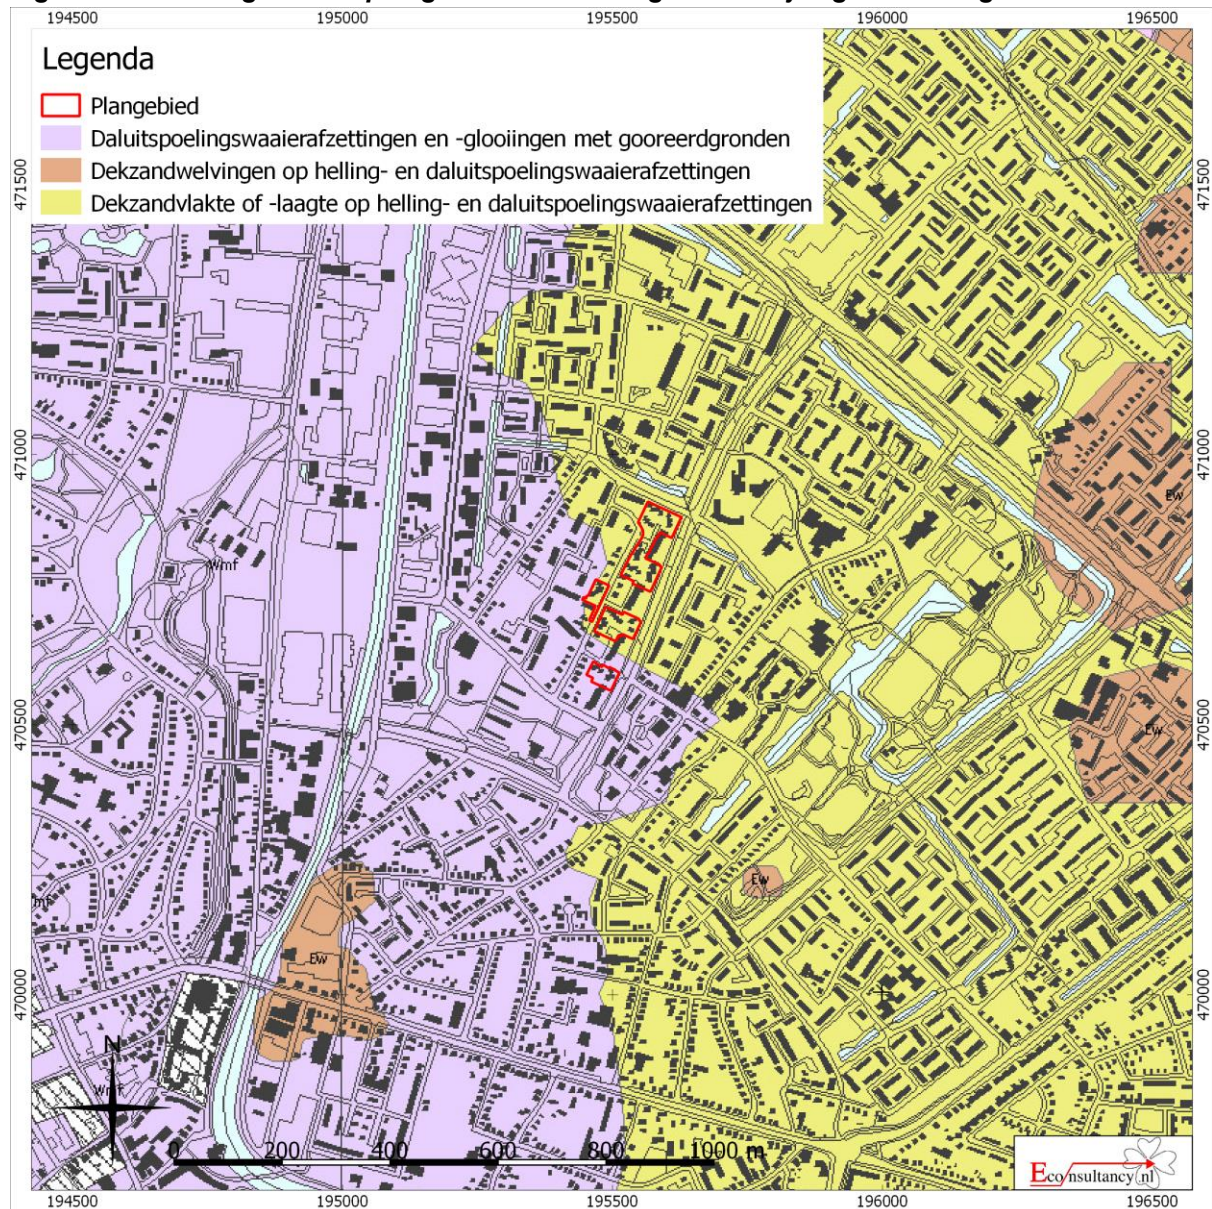 194500 195000 195500 196000 196500
Legenda
Plangebied
Daluitspoelingswaaierafzettingen en -glooiingen met gooreerdgronden
Dekzandwelvingen op helling- en daluitspoelingswaaierafzettingen
Dekzandvlakte of -laagte op helling- en daluitspoelingswaaierafzettingen
471500 471500
471000 471000
Ew
Wmf
470500 470500
Ew
Ew
mf
Ew
470000 470000
N
Wmf
0 200 400 600 800 1000 m
Econsultancy.nl
194500 195000 195500 196000 196500